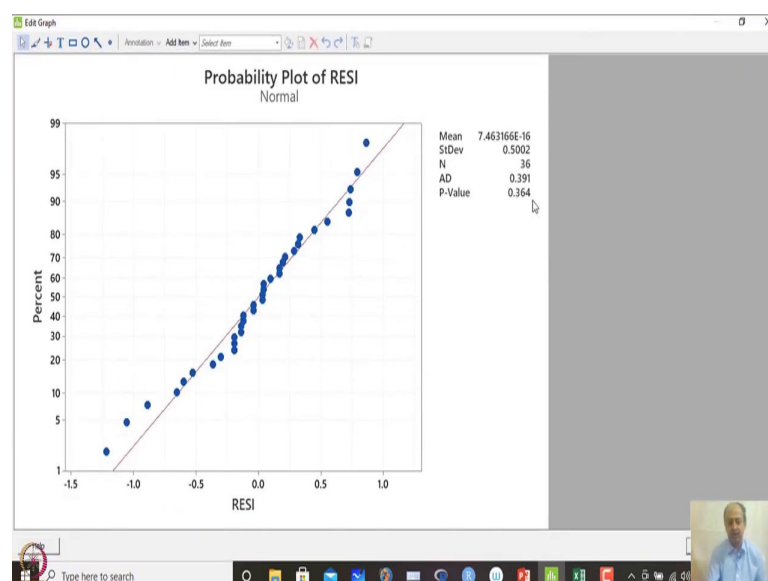 Edit Graph
T Annotation Add Item Select Item
Probability Plot of RESI
Normal
99
95
90
80
70
60
50
40
30
20
10
5
1
Percent
-1.5 -1.0 -0.5 0.0 0.5 1.0
RESI
Mean 7.463166E-16
StDev 0.5002
N 36
AD 0.391
P-Value 0.364
Help
Type here to search